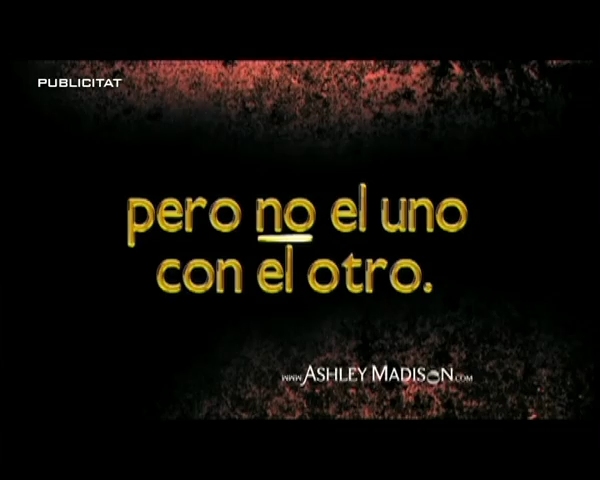 PUBLICITAT
pero no el uno
con el otro.
www.ASHLEY MADISON.COM